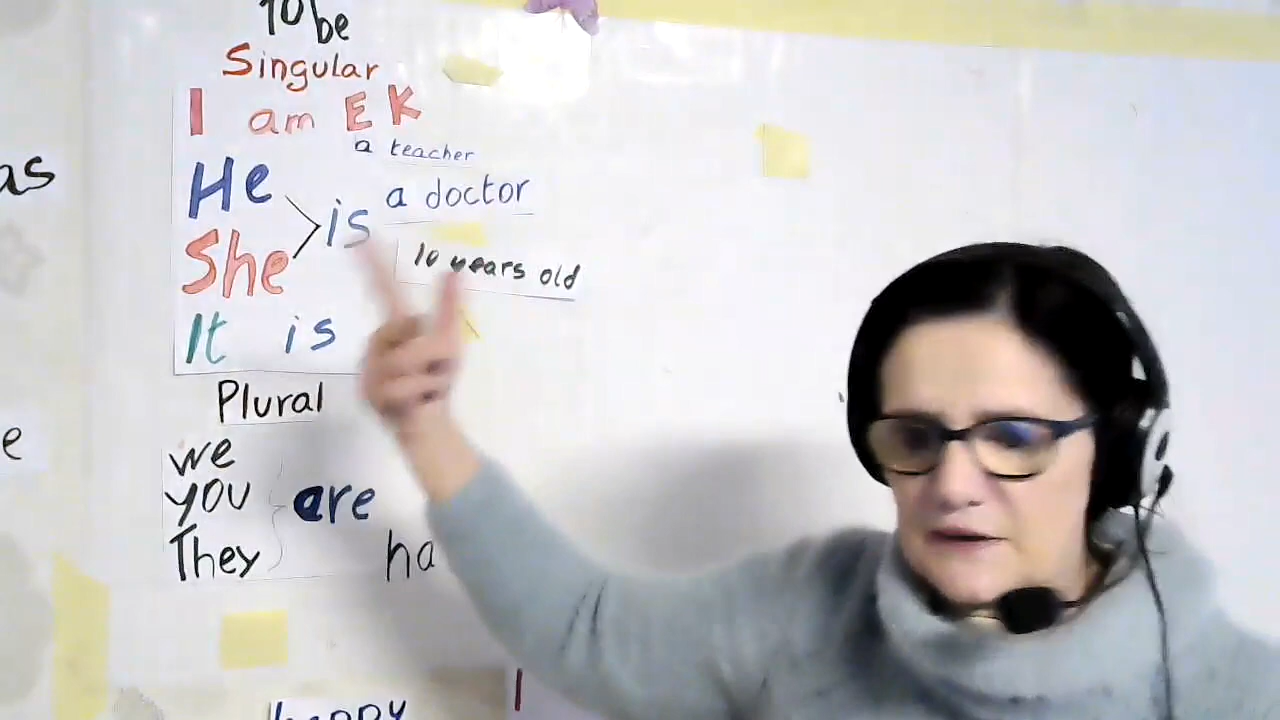 To be
Singular
I am E K
a teacher
He
She
is
a doctor
10 years old
It is
Plural
we
you
They
are
ha
as
e
happy